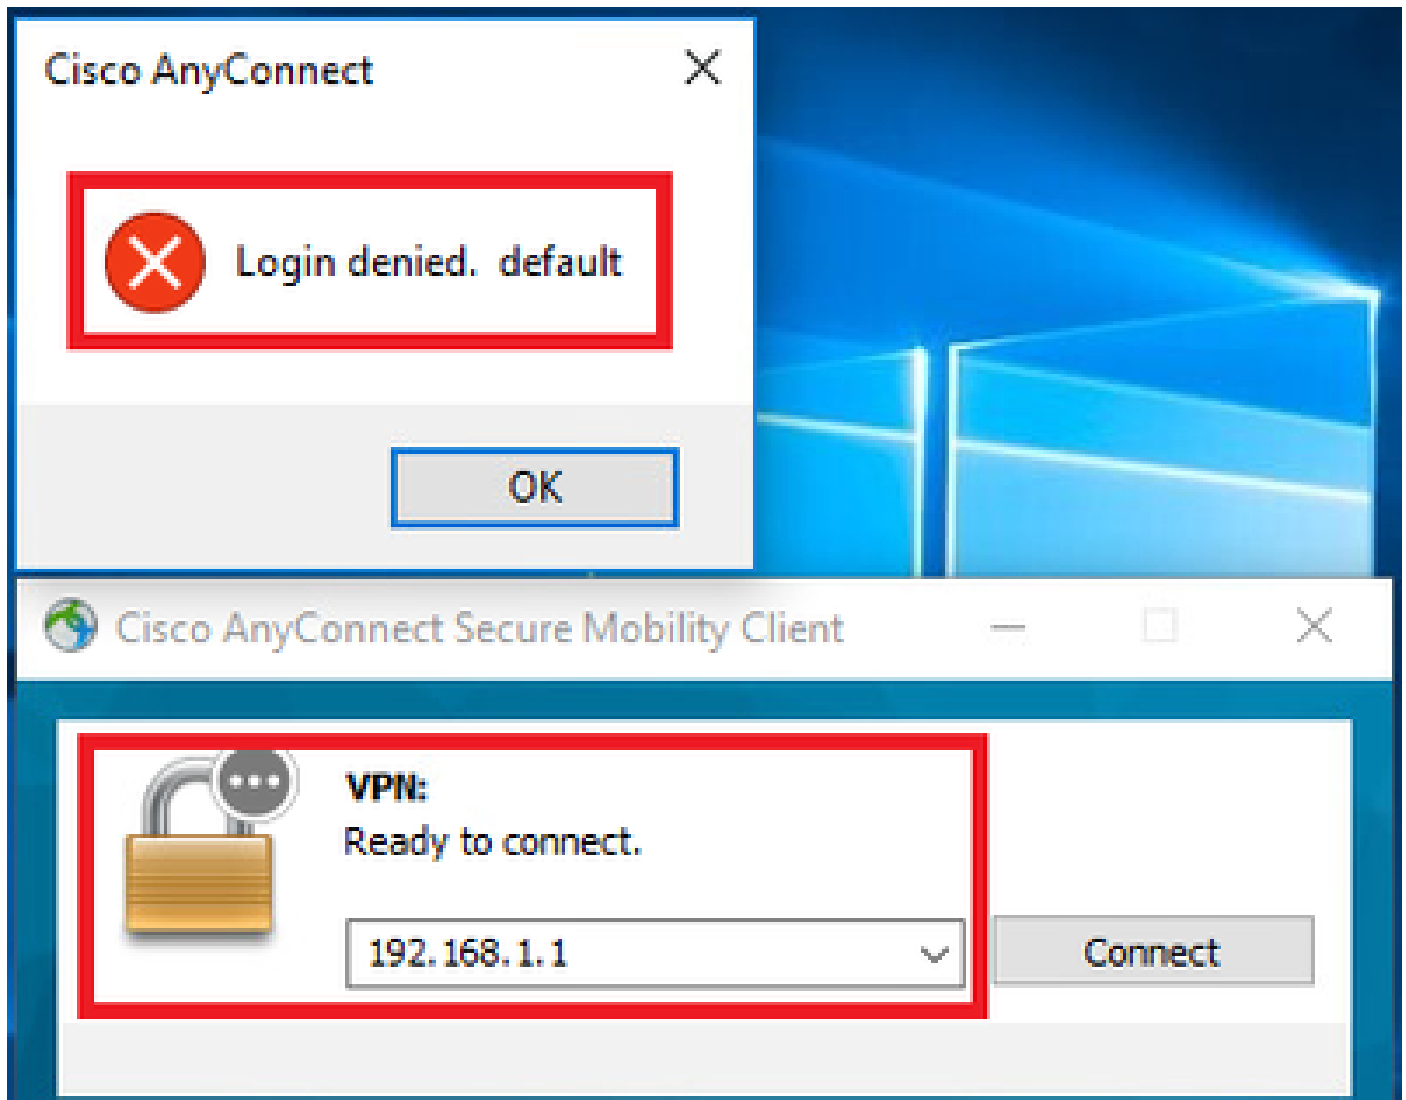 Cisco AnyConnect
Login denied.  default
OK
Cisco AnyConnect Secure Mobility Client
VPN:
Ready to connect.
192.168.1.1
Connect